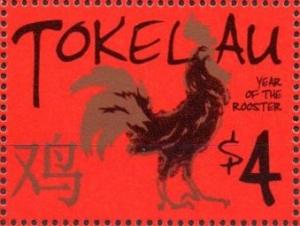 TOKELAU
YEAR
OF THE
ROOSTER
鸡
$4